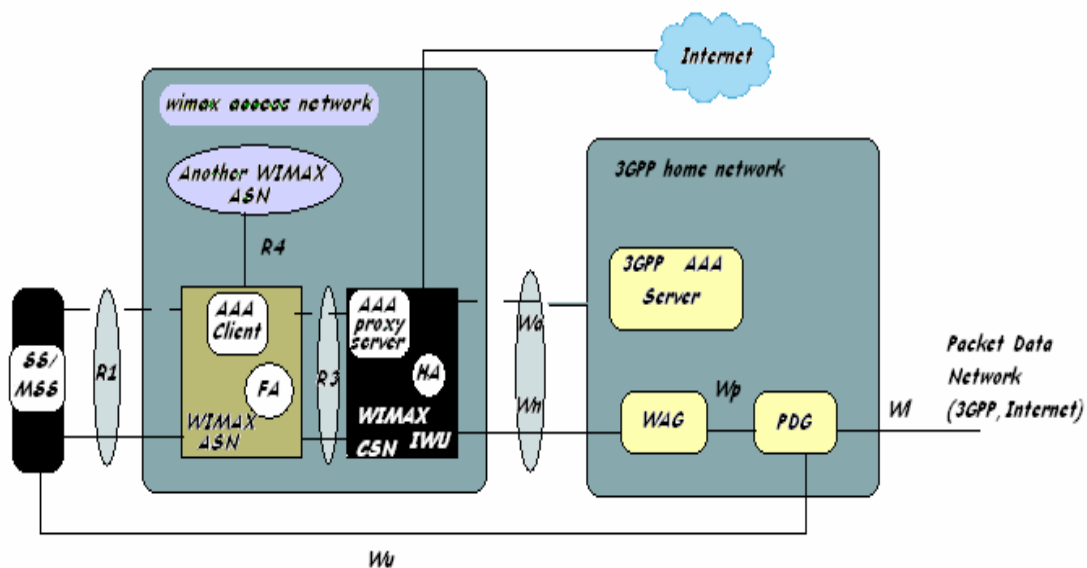 Internet
wimax access network
Another WIMAX
ASN
R4
3GPP home network
3GPP AAA
Server
AAA
Client
AAA
proxy
server
SS/
MSS
R1
R3
Wa
FA
HA
Wn
WIMAX
ASN
WIMAX
CSN IWU
WAG
Wp
PDG
Wi
Packet Data
Network
(3GPP, Internet)
Wu